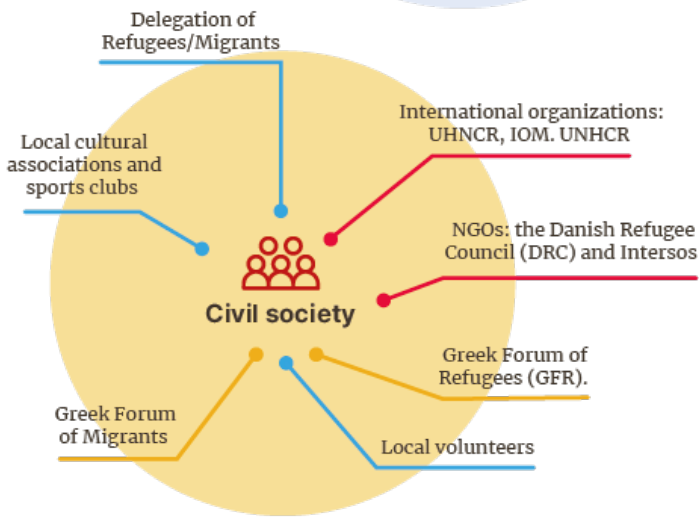 Delegation of
Refugees/Migrants
International organizations:
UHNCR, IOM. UNHCR
Local cultural
associations and
sports clubs
NGOs: the Danish Refugee
Council (DRC) and Intersos
Civil society
Greek Forum of
Refugees (GFR).
Greek Forum
of Migrants
Local volunteers